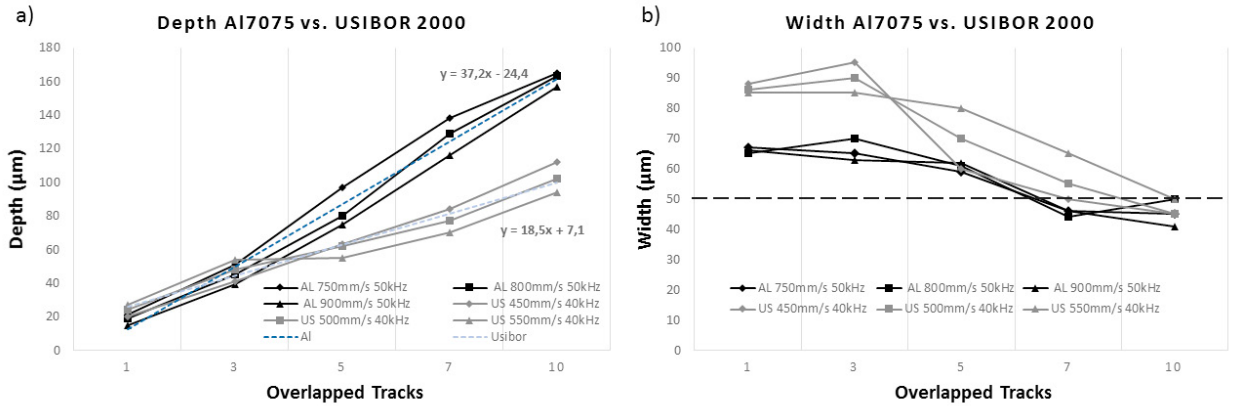 a)
Depth Al7075 vs. USIBOR 2000
Depth (µm)
180
160
140
120
100
80
60
40
20
0
y = 37,2x - 24,4
y = 18,5x + 7,1
AL 750mm/s 50kHz
AL 800mm/s 50kHz
AL 900mm/s 50kHz
US 450mm/s 40kHz
US 500mm/s 40kHz
US 550mm/s 40kHz
Al
Usibor
1 3 5 7 10
Overlapped Tracks
b)
Width Al7075 vs. USIBOR 2000
Width (µm)
100
90
80
70
60
50
40
30
20
10
0
AL 750mm/s 50kHz
AL 800mm/s 50kHz
AL 900mm/s 50kHz
US 450mm/s 40kHz
US 500mm/s 40kHz
US 550mm/s 40kHz
1 3 5 7 10
Overlapped Tracks